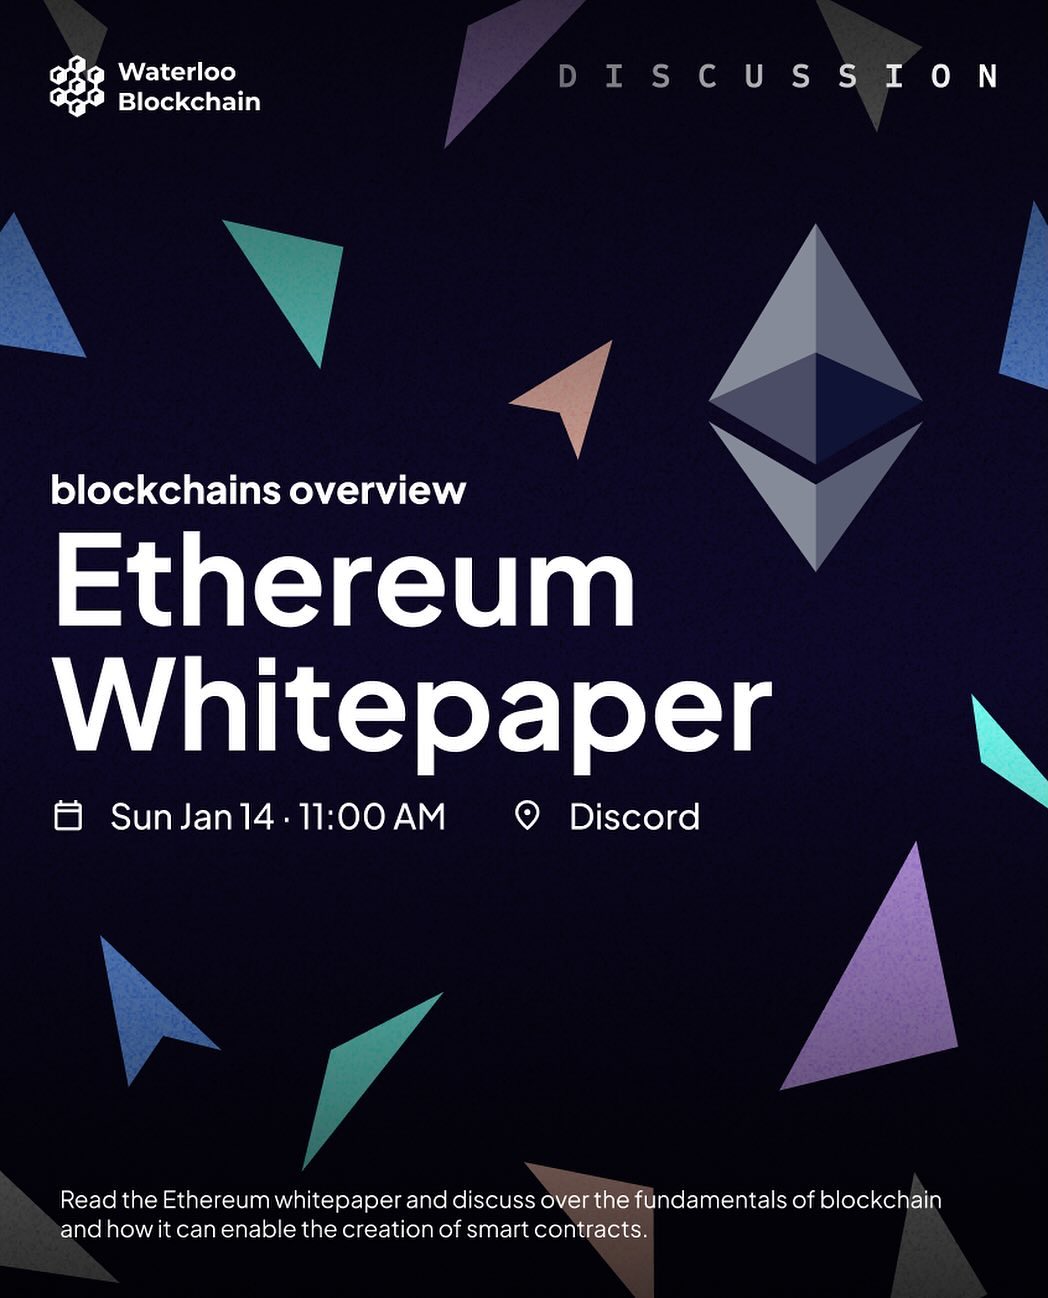 Waterloo
Blockchain
DISCUSSION
blockchains overview
Ethereum
Whitepaper
Sun Jan 14 · 11:00 AM
Discord
Read the Ethereum whitepaper and discuss over the fundamentals of blockchain
and how it can enable the creation of smart contracts.